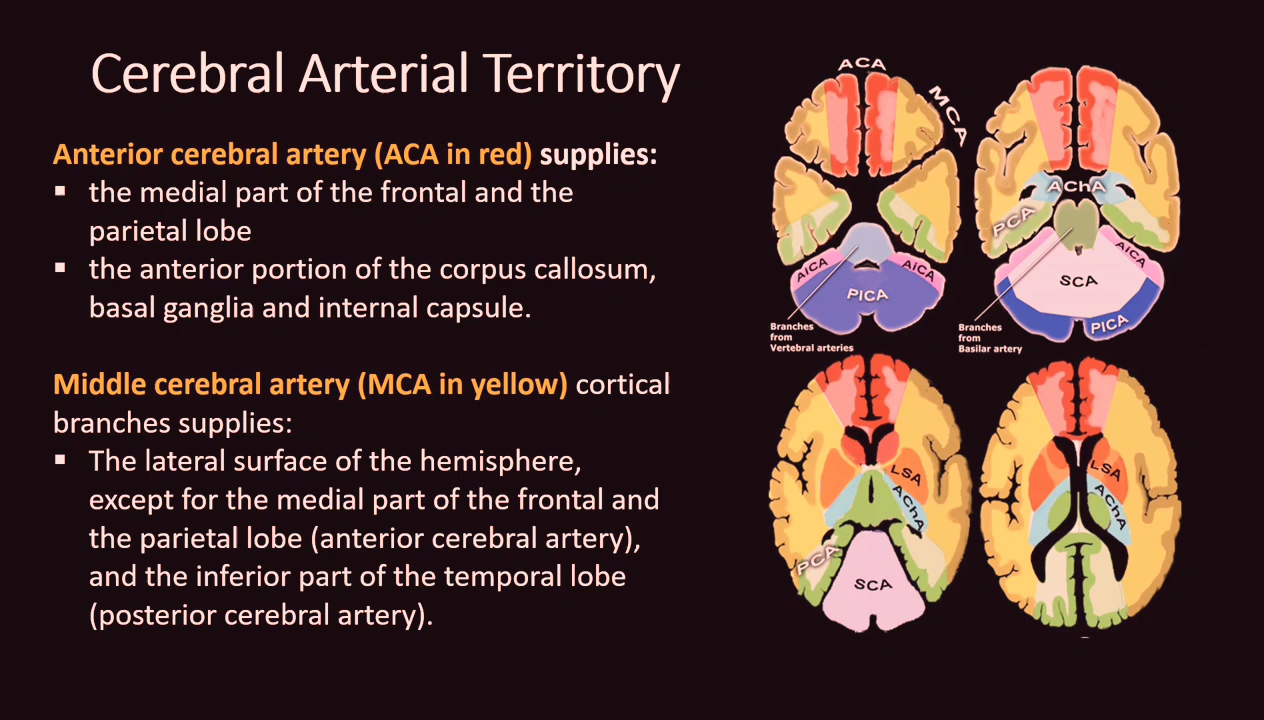 Cerebral Arterial Territory
Anterior cerebral artery (ACA in red) supplies:
▪ the medial part of the frontal and the
parietal lobe
▪ the anterior portion of the corpus callosum,
basal ganglia and internal capsule.
Middle cerebral artery (MCA in yellow) cortical
branches supplies:
▪ The lateral surface of the hemisphere,
except for the medial part of the frontal and
the parietal lobe (anterior cerebral artery),
and the inferior part of the temporal lobe
(posterior cerebral artery).
ACA
MCA
AICA
AICA
PICA
Branches
from
Vertebral arteries
AChA
PCA
AICA
SCA
PICA
Branches
from
Basilar artery
LSA
AChA
PCA
SCA
LSA
AChA